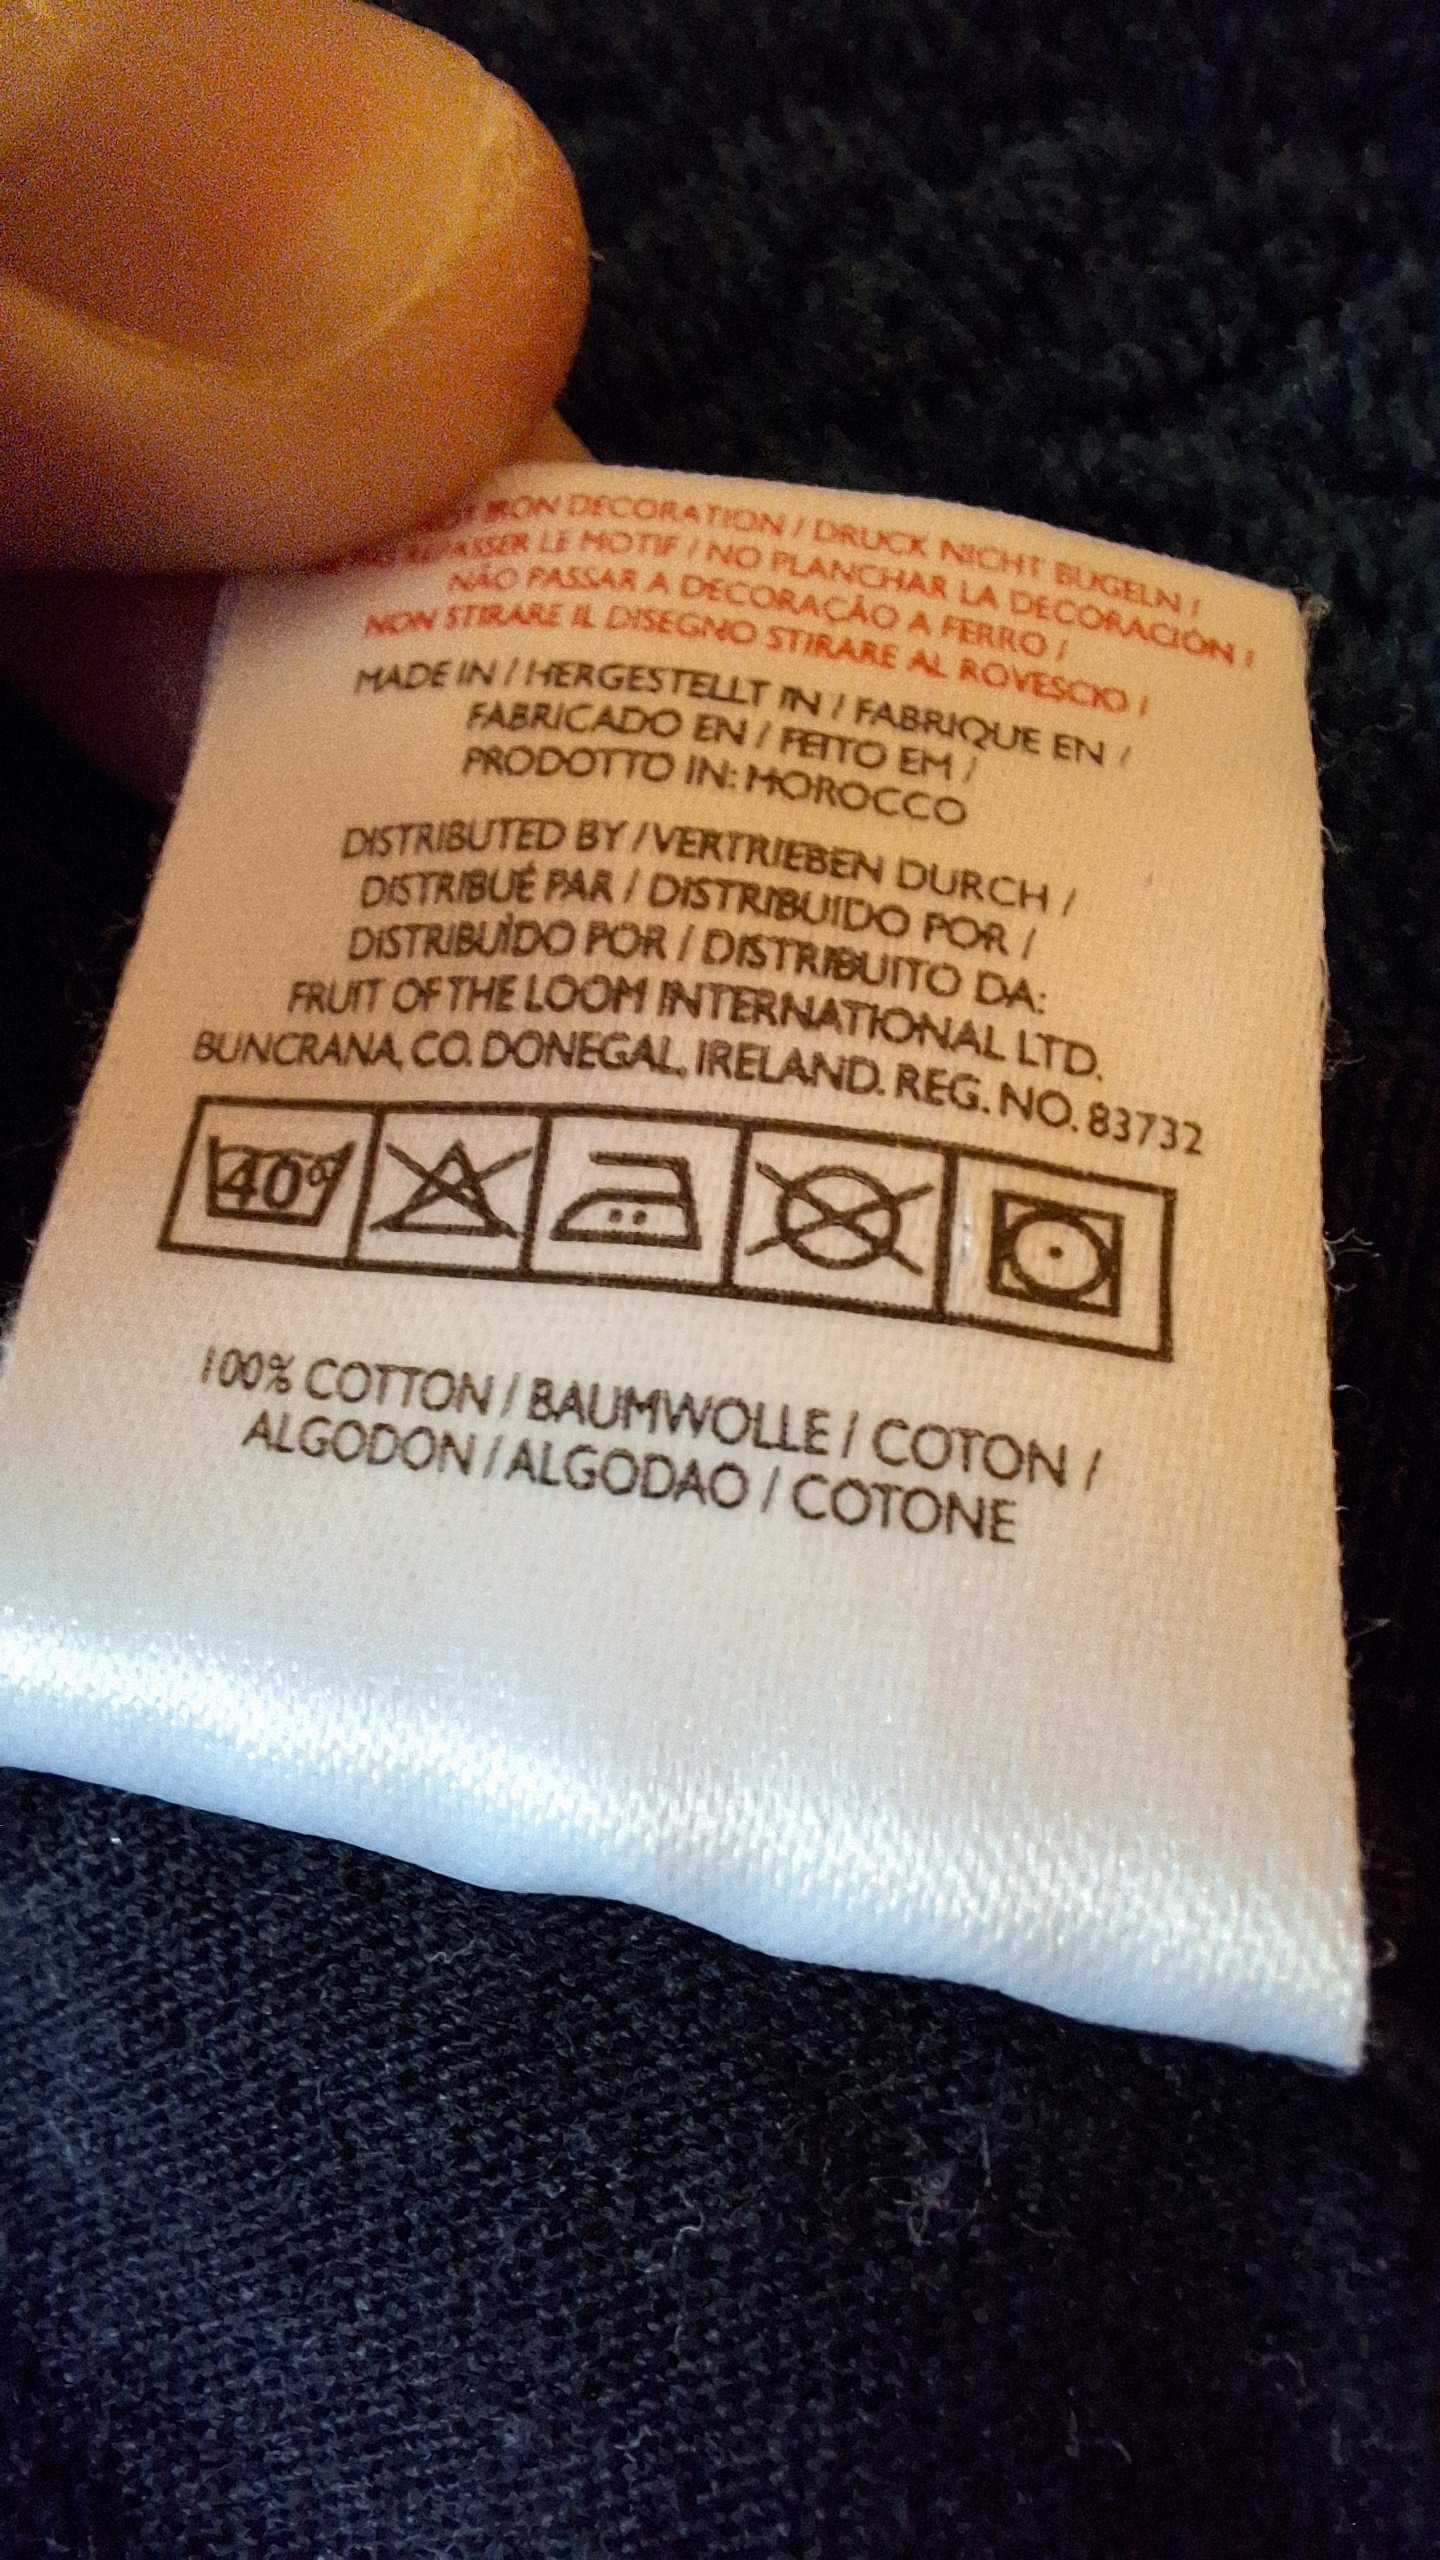 IRON DECORATION / DRUCK NICHT BÜGELN /
LE MOTIF / NO PLANCHAR LA DECORACIÓN /
NÃO PASSAR A DECORAÇÃO A FERRO /
NON STIRARE IL DISEGNO STIRARE AL ROVESCIO /
MADE IN / HERGESTELLT IN / FABRIQUE EN /
FABRICADO EN / FEITO EM /
PRODOTTO IN: MOROCCO
DISTRIBUTED BY / VERTRIEBEN DURCH /
DISTRIBUÉ PAR / DISTRIBUIDO POR /
DISTRIBUÍDO POR / DISTRIBUITO DA:
FRUIT OF THE LOOM INTERNATIONAL LTD.
BUNCRANA, CO. DONEGAL, IRELAND. REG. NO. 83732
40°
100% COTTON / BAUMWOLLE / COTON /
ALGODON / ALGODAO / COTONE